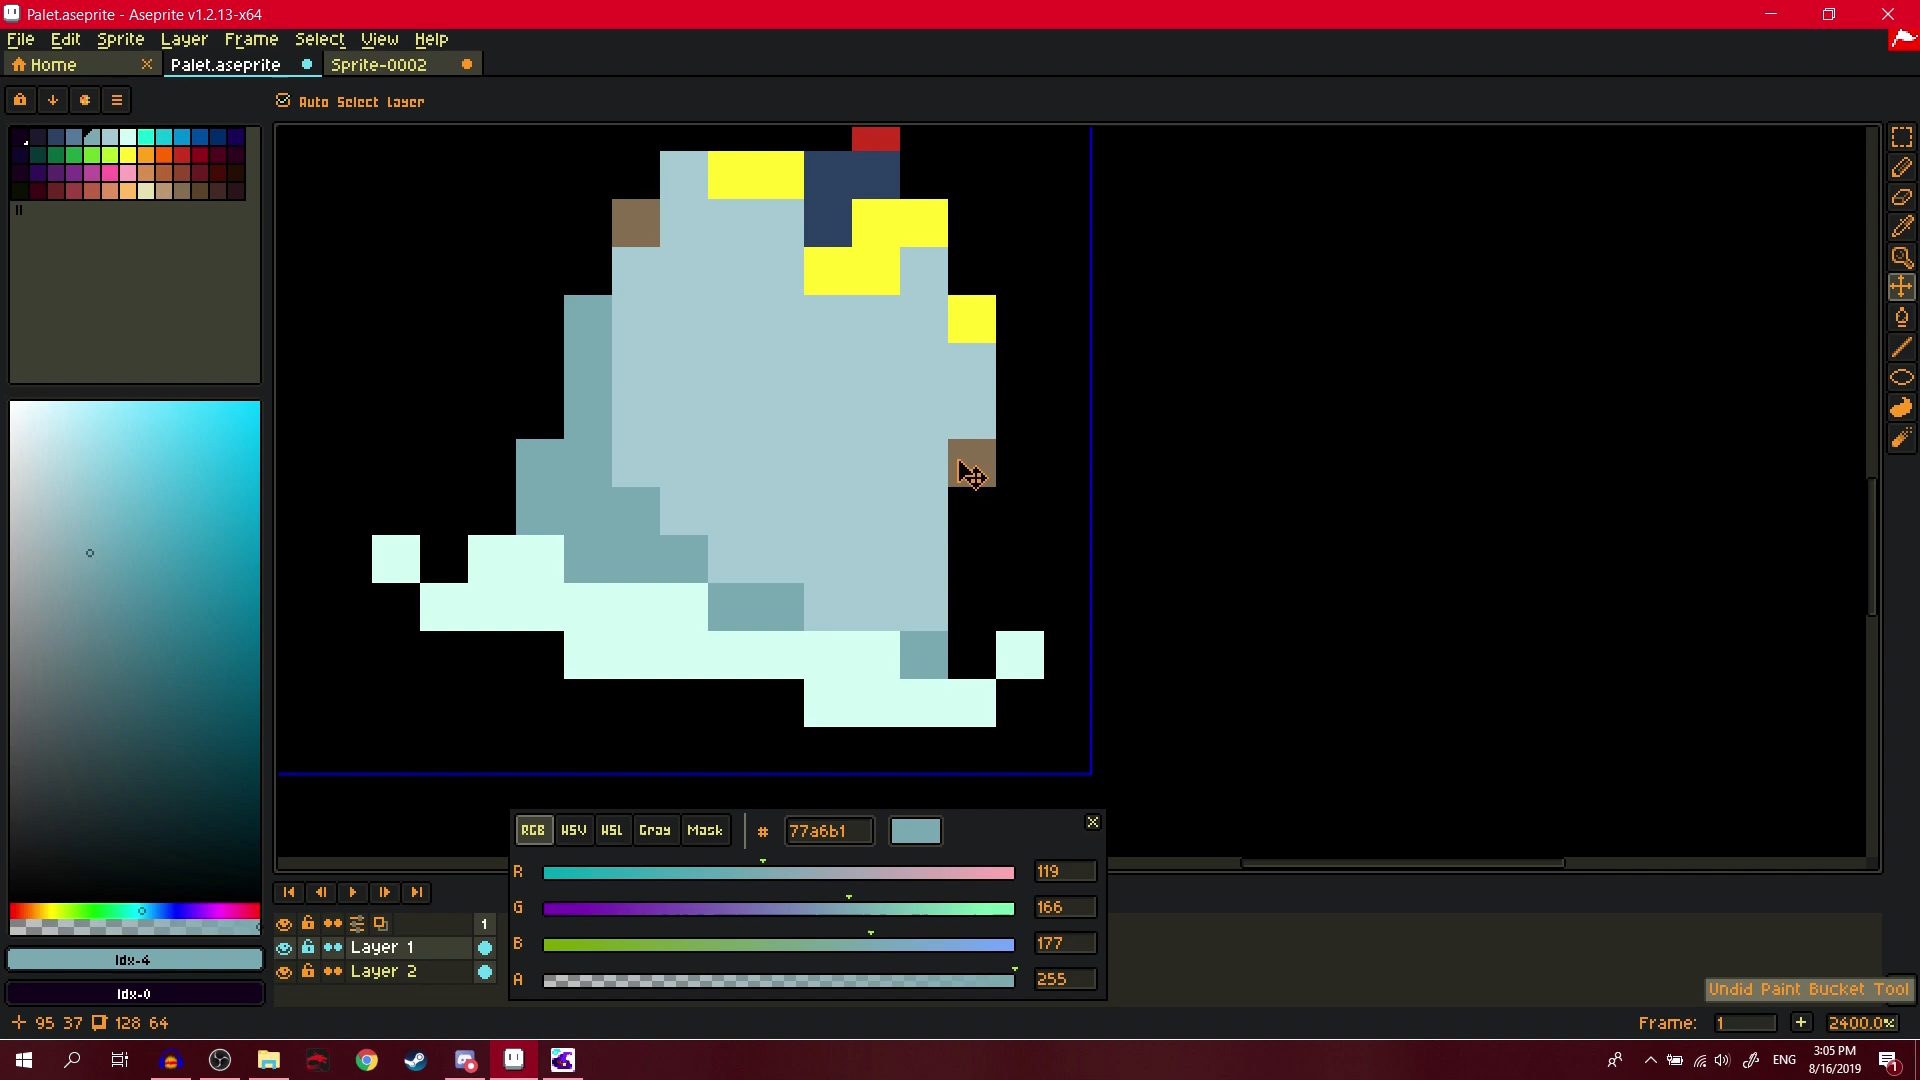 Palet.aseprite - Aseprite v1.2.13-x64
File Edit Sprite Layer Frame Select View Help
Home Palet.aseprite Sprite-0002
Auto Select Layer
RGB HSV HSL Gray Mask # 77a6b1
R 119
G 166
B 177
A 255
1
Layer 1
Layer 2
Idx-4
Idx-0
Undid Paint Bucket Tool
95 37 128 64
Frame: 1 + 2400.0%
ENG
3:05 PM
8/16/2019
1